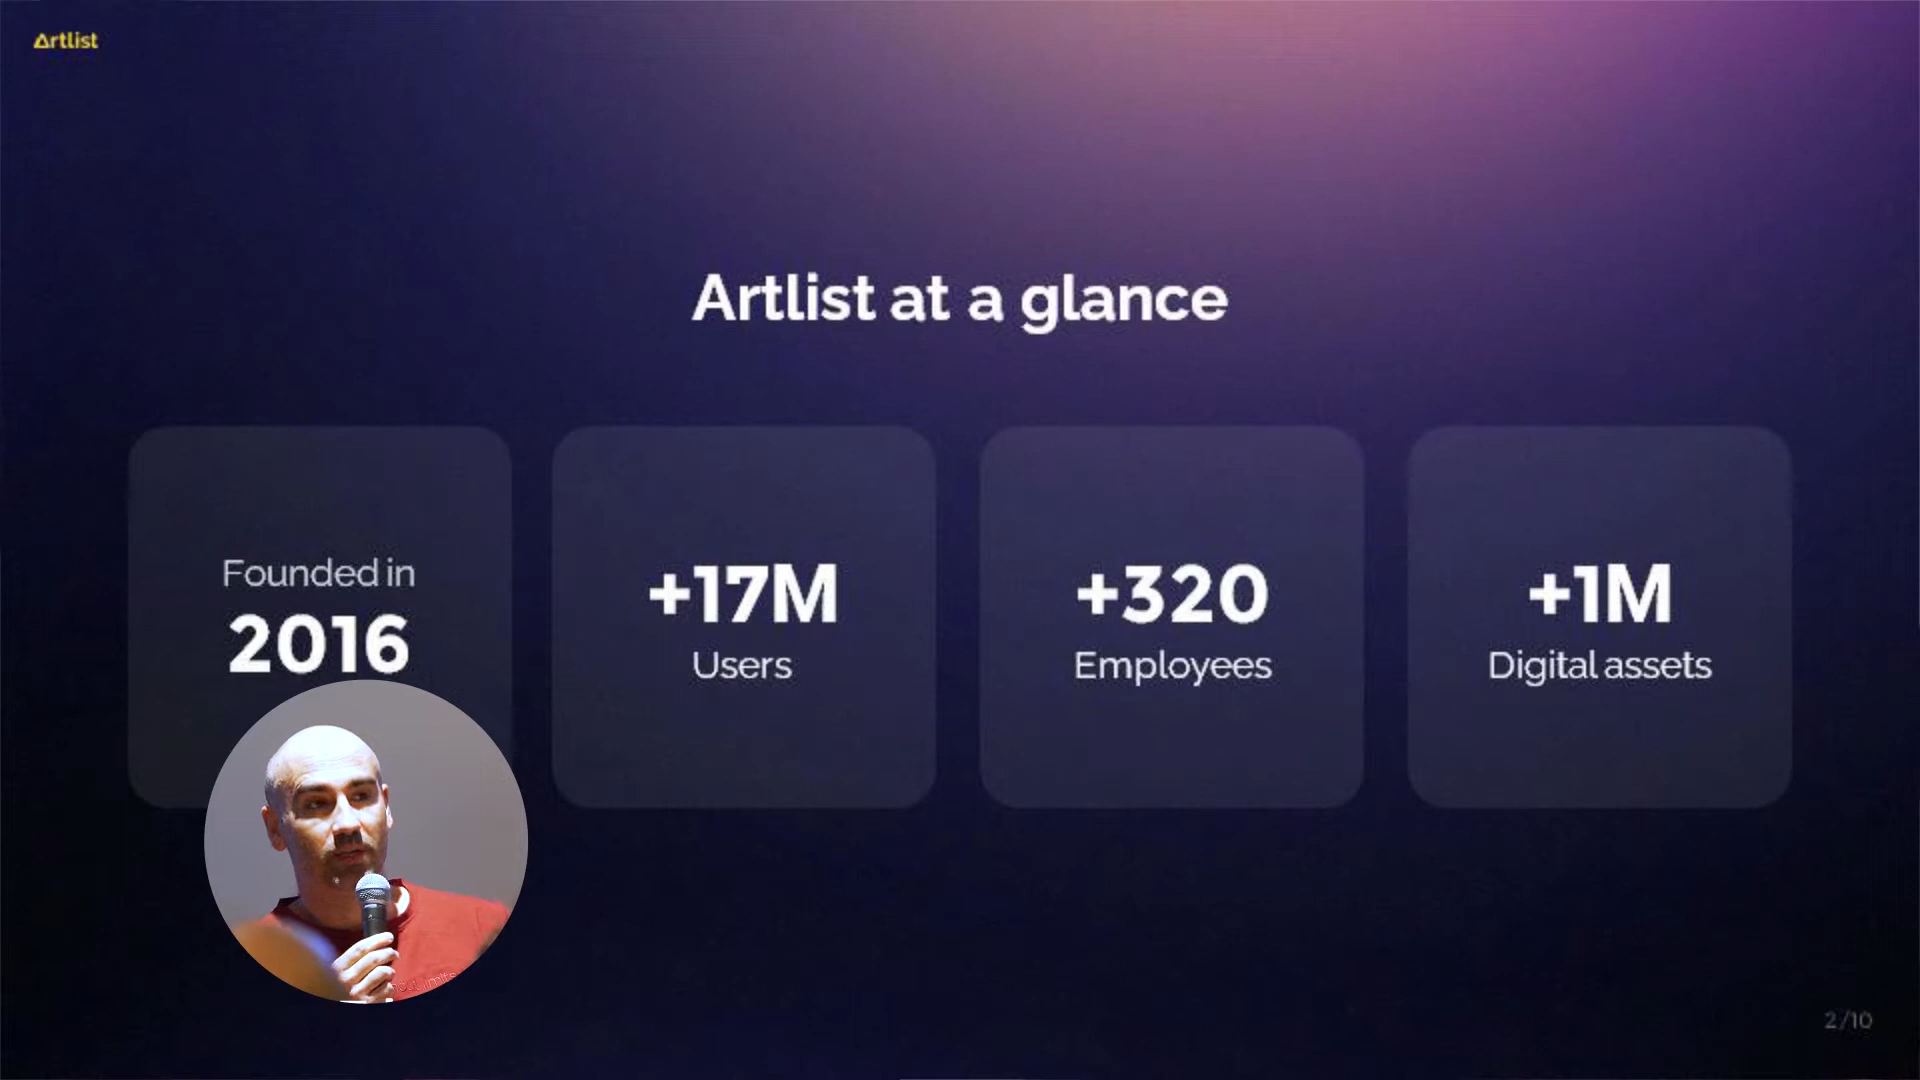 Artlist
Artlist at a glance
Founded in
2016
+17M
Users
+320
Employees
+1M
Digital assets
2/10